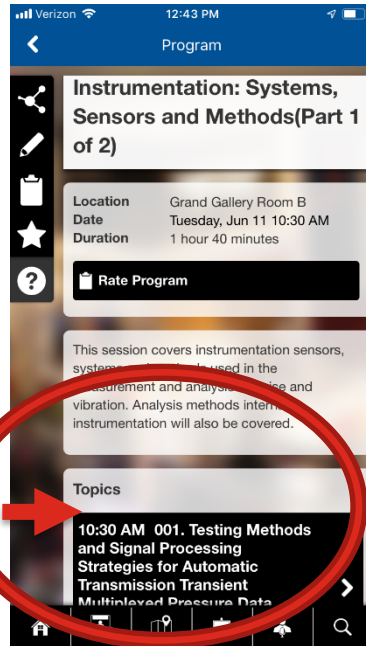 Verizon 12:43 PM
Program
Instrumentation: Systems,
Sensors and Methods(Part 1
of 2)
Location Grand Gallery Room B
Date Tuesday, Jun 11 10:30 AM
Duration 1 hour 40 minutes
Rate Program
This session covers instrumentation sensors,
used in the
and analysis and
vibration. Analysis methods
instrumentation will also be covered.
Topics
10:30 AM 001. Testing Methods
and Signal Processing
Strategies for Automatic
Transmission Transient
Multiplexed Pressure Data